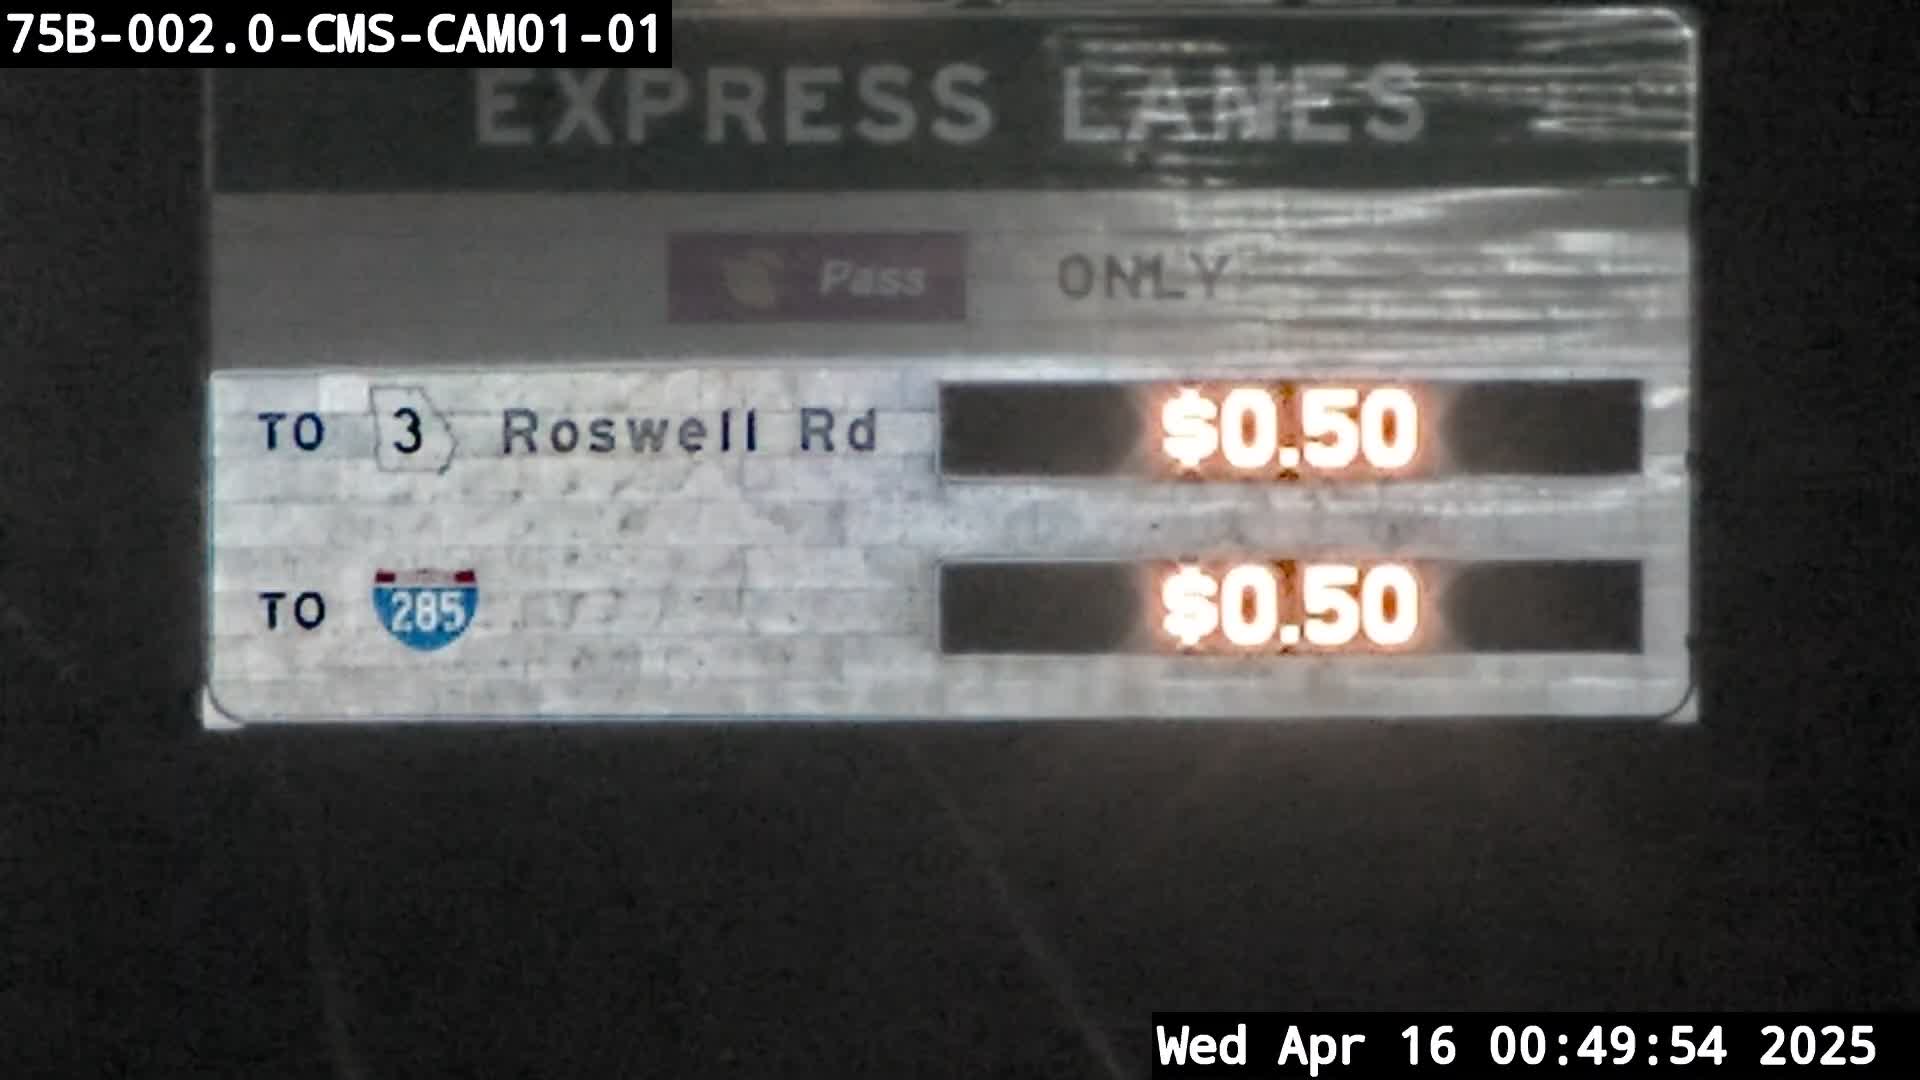 75B-002.0-CMS-CAM01-01
EXPRESS LANES
Pass ONLY
TO 3 Roswell Rd $0.50
TO 285 $0.50
Wed Apr 16 00:49:54 2025